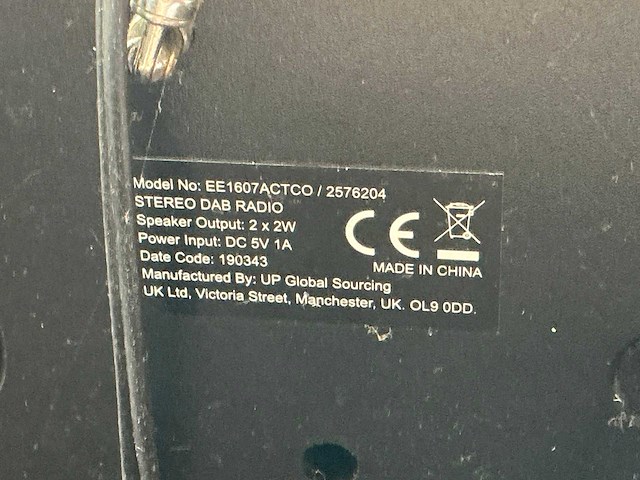 Model No: EE1607ACTCO / 2576204
STEREO DAB RADIO
Speaker Output: 2 x 2W
Power Input: DC 5V 1A
Date Code: 190343
CE
MADE IN CHINA
Manufactured By: UP Global Sourcing
UK Ltd, Victoria Street, Manchester, UK. OL9 0DD.